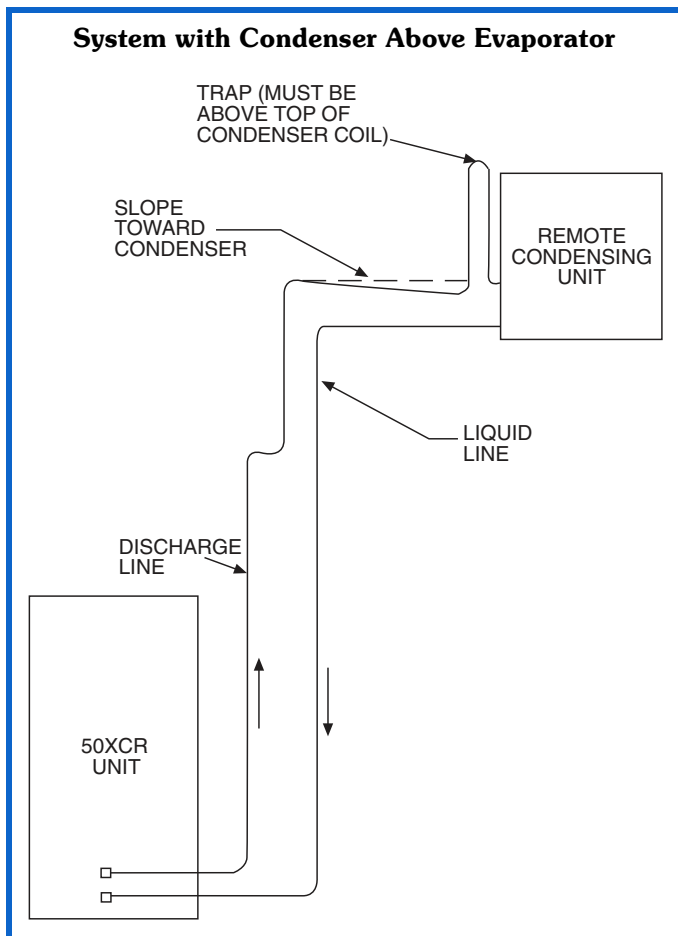 System with Condenser Above Evaporator
TRAP (MUST BE
ABOVE TOP OF
CONDENSER COIL)
SLOPE
TOWARD
CONDENSER
REMOTE
CONDENSING
UNIT
LIQUID
LINE
DISCHARGE
LINE
50XCR
UNIT